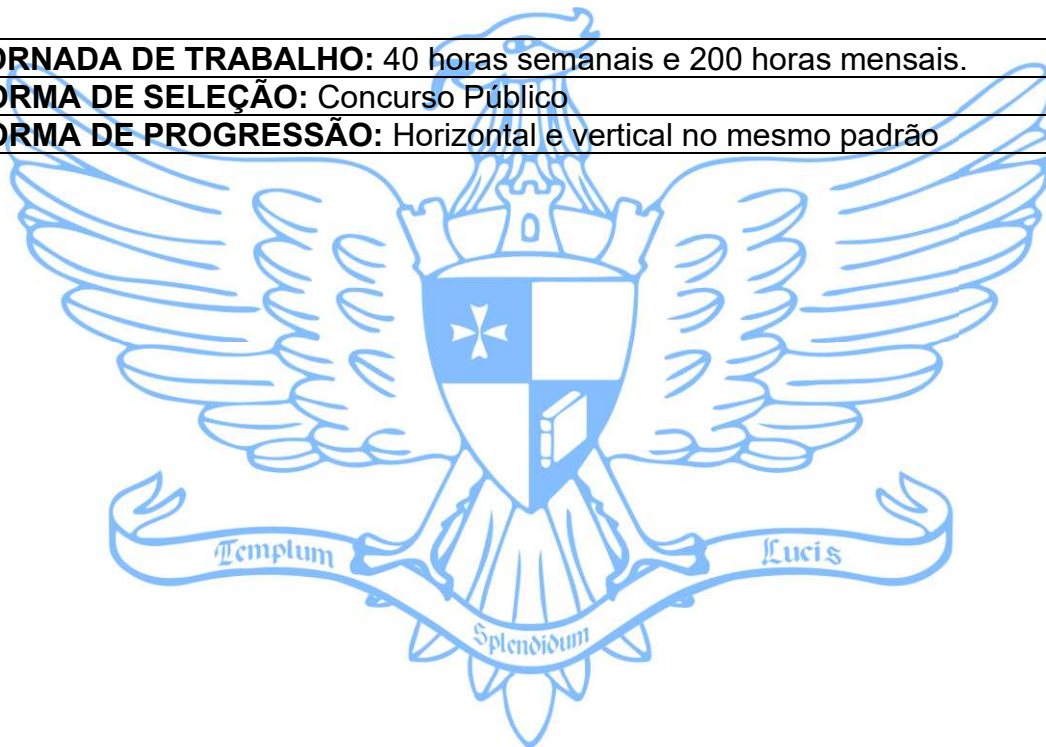 ORNADA DE TRABALHO: 40 horas semanais e 200 horas mensais.
ORMA DE SELEÇÃO: Concurso Público
ORMA DE PROGRESSÃO: Horizontal e vertical no mesmo padrão
Templum
Lucis
Splendidum